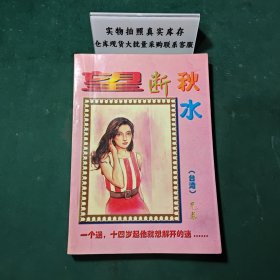 实物拍照真实库存
仓库现货大批量采购联系客服
望断秋水
（台湾）
一个谜，十四岁起他就想解开的谜……